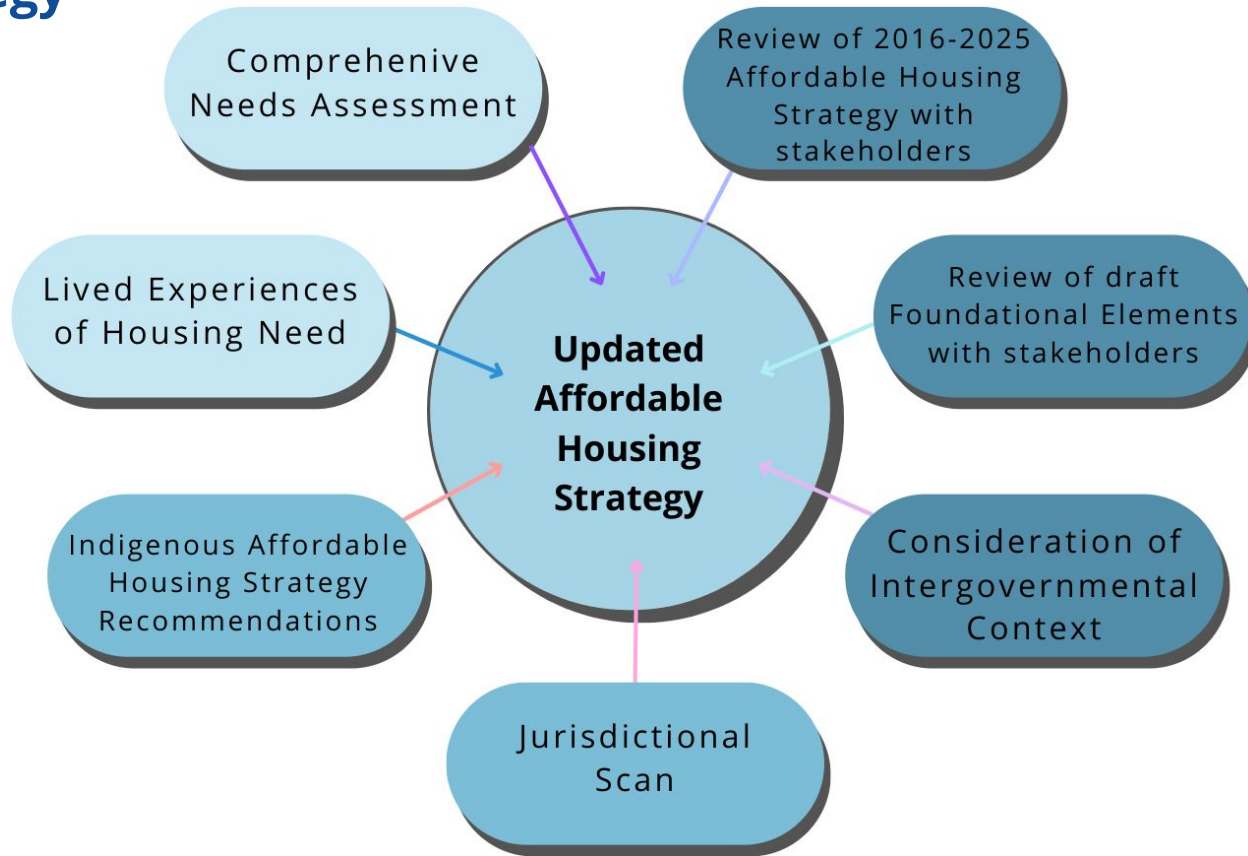 Comprehenive
Needs Assessment
Review of 2016-2025
Affordable Housing
Strategy with
stakeholders
Lived Experiences
of Housing Need
Review of draft
Foundational Elements
with stakeholders
Updated
Affordable
Housing
Strategy
Indigenous Affordable
Housing Strategy
Recommendations
Consideration of
Intergovernmental
Context
Jurisdictional
Scan